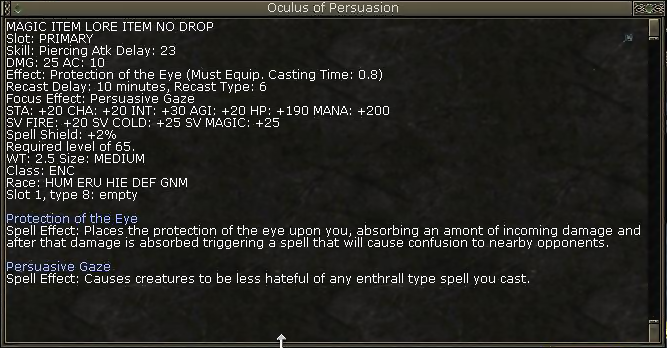 Oculus of Persuasion
MAGIC ITEM LORE ITEM NO DROP
Slot: PRIMARY
Skill: Piercing Atk Delay: 23
DMG: 25 AC: 10
Effect: Protection of the Eye (Must Equip. Casting Time: 0.8)
Recast Delay: 10 minutes, Recast Type: 6
Focus Effect: Persuasive Gaze
STA: +20 CHA: +20 INT: +30 AGI: +20 HP: +190 MANA: +200
SV FIRE: +20 SV COLD: +25 SV MAGIC: +25
Spell Shield: +2%
Required level of 65.
WT: 2.5 Size: MEDIUM
Class: ENC
Race: HUM ERU HIE DEF GNM
Slot 1, type 8: empty
Protection of the Eye
Spell Effect: Places the protection of the eye upon you, absorbing an amont of incoming damage and
after that damage is absorbed triggering a spell that will cause confusion to nearby opponents.
Persuasive Gaze
Spell Effect: Causes creatures to be less hateful of any enthrall type spell you cast.